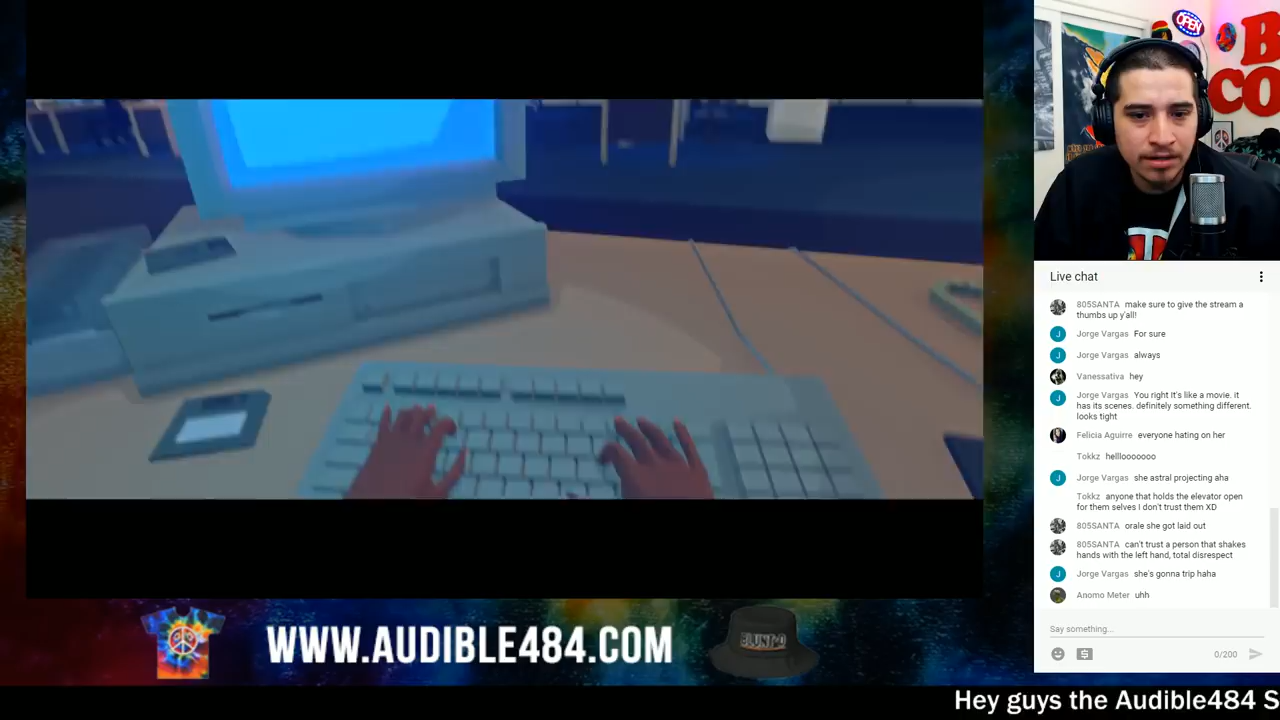 OPEN
B
CO
Live chat
805SANTA make sure to give the stream a
thumbs up y'all!
Jorge Vargas For sure
Jorge Vargas always
Vanessativa hey
Jorge Vargas You right It's like a movie. it
has its scenes. definitely something different.
looks tight
Felicia Aguirre everyone hating on her
Tokkz hellloooooooo
Jorge Vargas she astral projecting aha
Tokkz anyone that holds the elevator open
for them selves I don't trust them XD
805SANTA orale she got laid out
805SANTA can't trust a person that shakes
hands with the left hand, total disrespect
Jorge Vargas she's gonna trip haha
Anomo Meter uhh
Say something...
0/200
WWW.AUDIBLE484.COM
Hey guys the Audible484 S